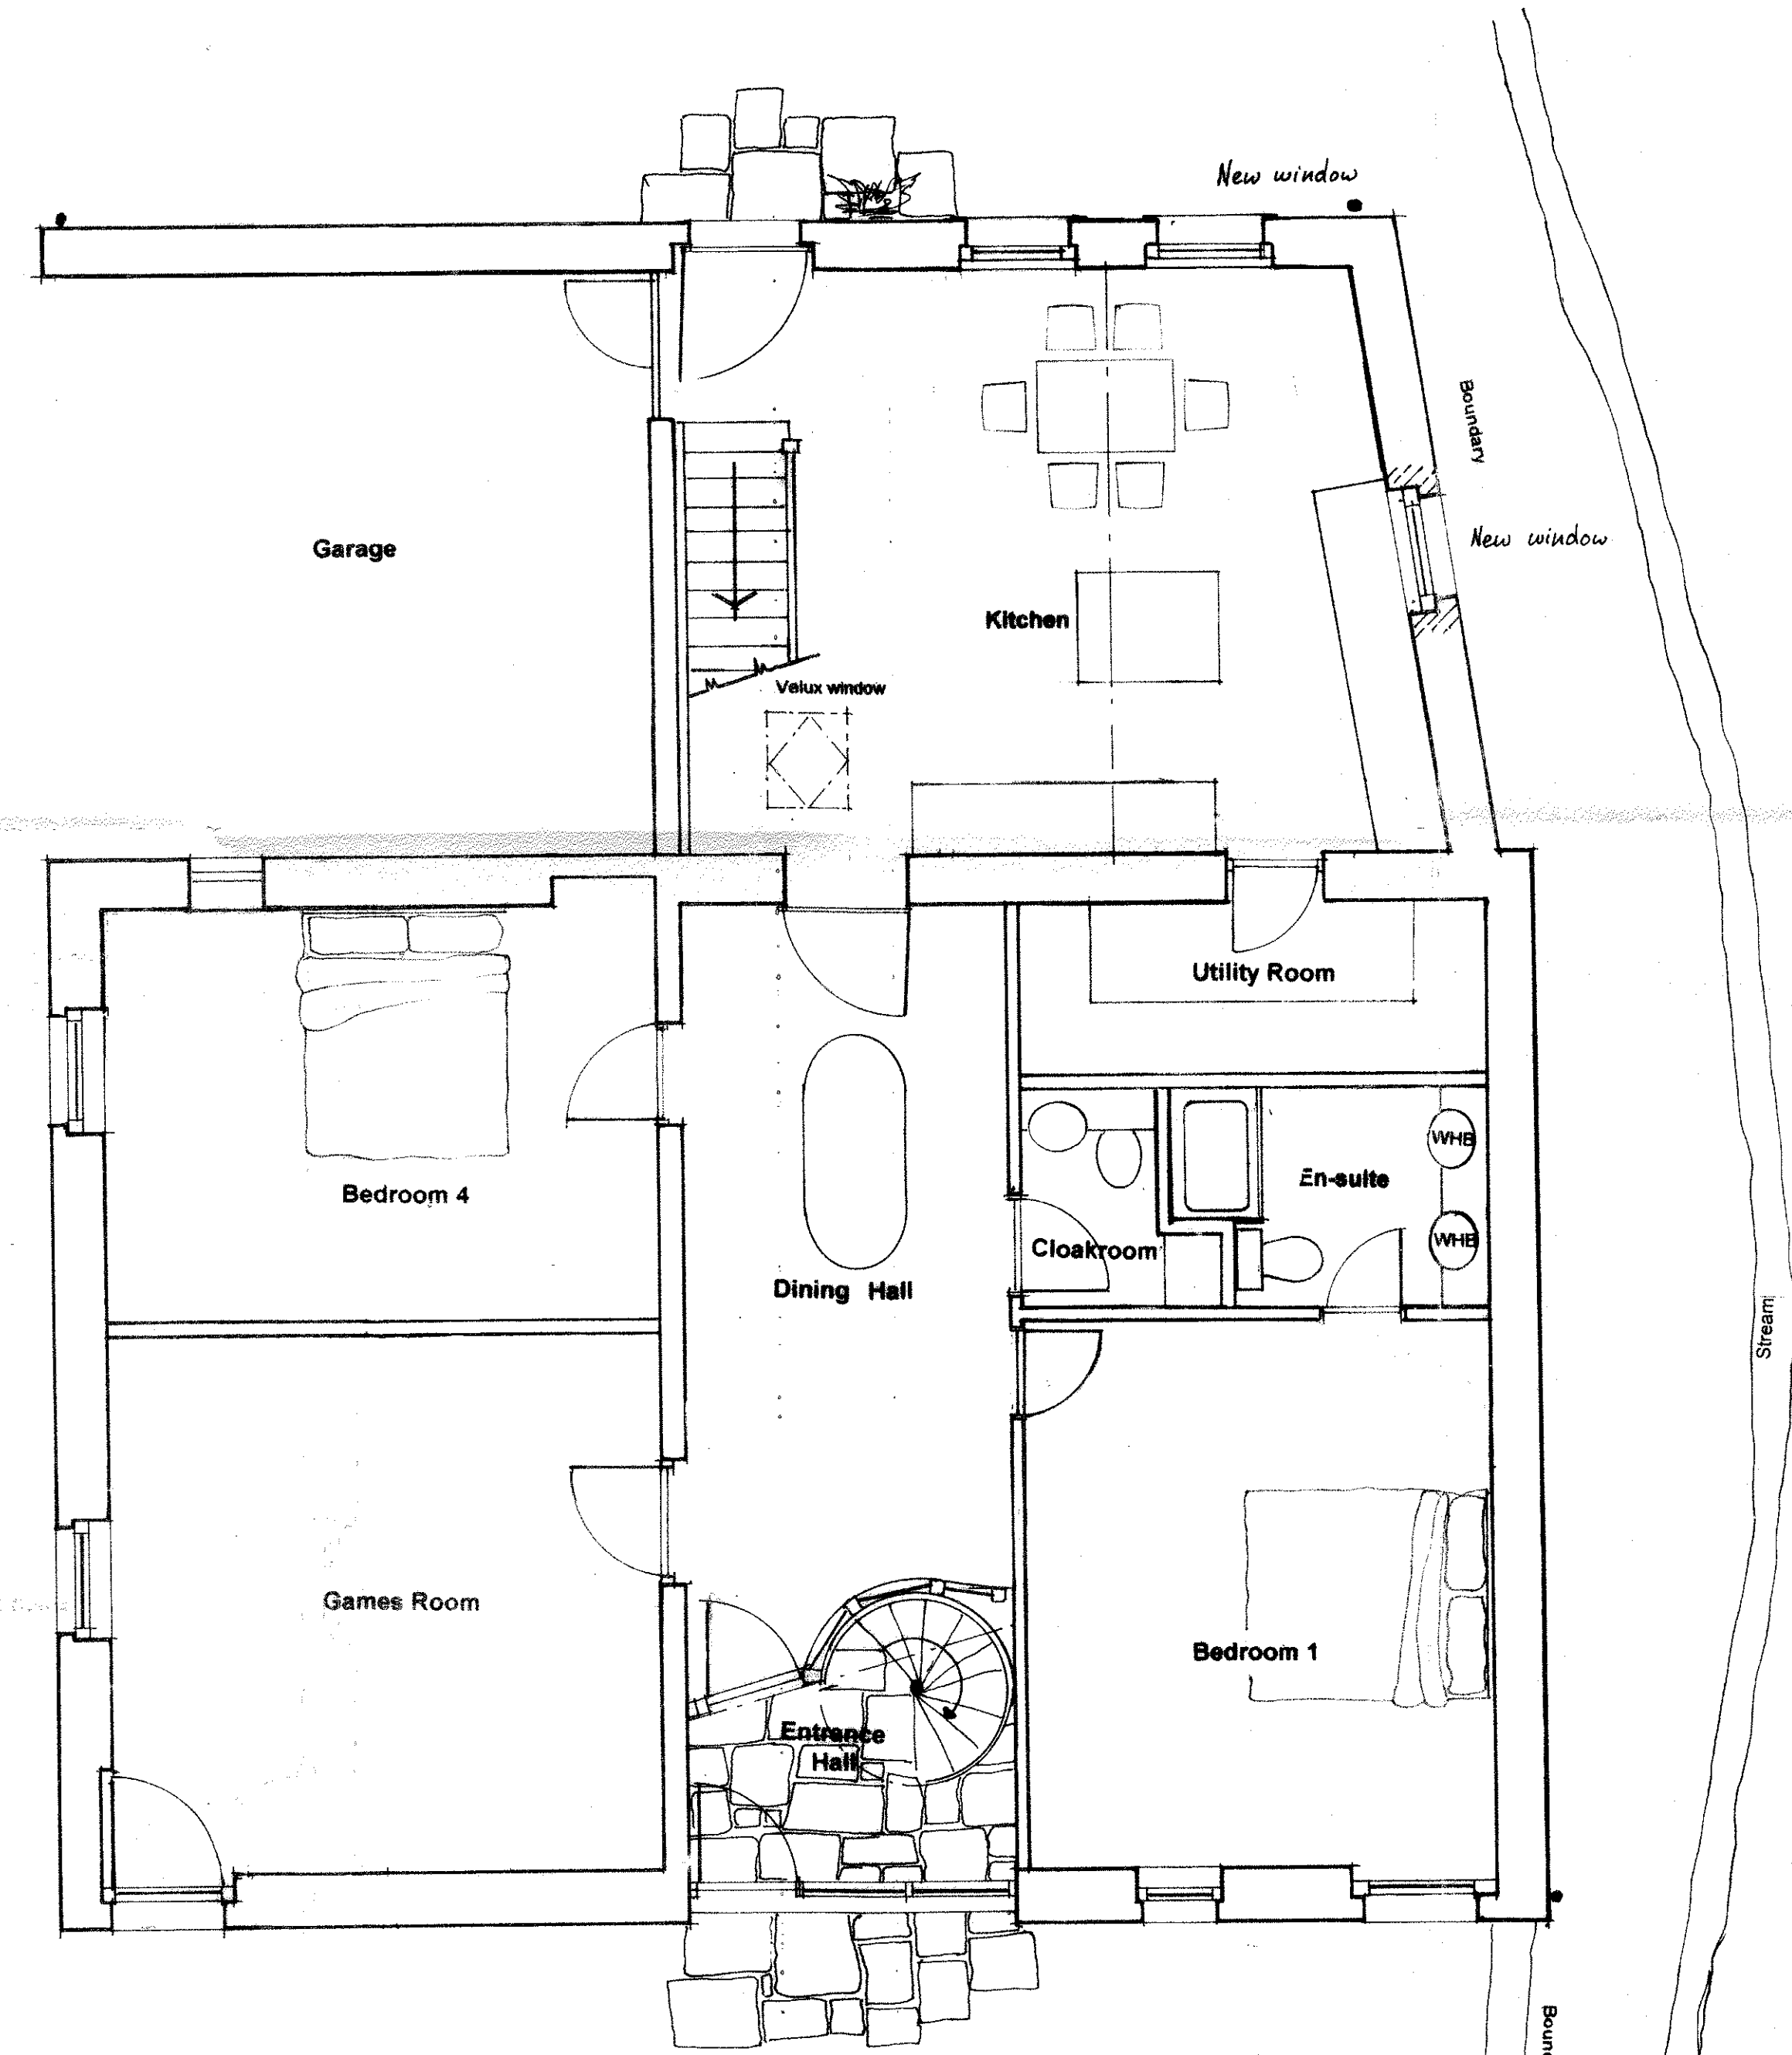 New window
Boundary
New window
Garage
Kitchen
Velux window
Utility Room
WHB
En-suite
Bedroom 4
WHB
Cloakroom
Dining Hall
Stream
Games Room
Bedroom 1
Entrance
Hall